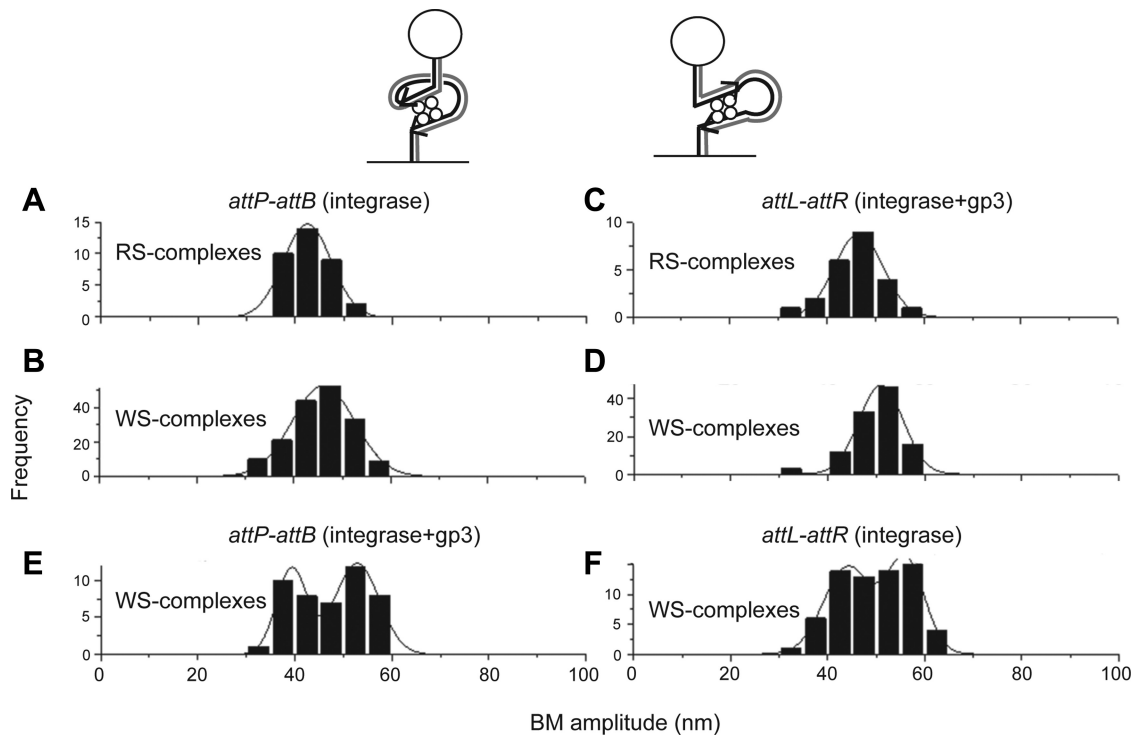 A
attP-attB (integrase)
15
10
5
0
RS-complexes
C
attL-attR (integrase+gp3)
10
5
0
RS-complexes
B
40
20
0
WS-complexes
D
40
20
0
WS-complexes
Frequency
E
attP-attB (integrase+gp3)
10
5
0
WS-complexes
0 20 40 60 80 100
F
attL-attR (integrase)
15
10
5
0
WS-complexes
0 20 40 60 80 100
BM amplitude (nm)